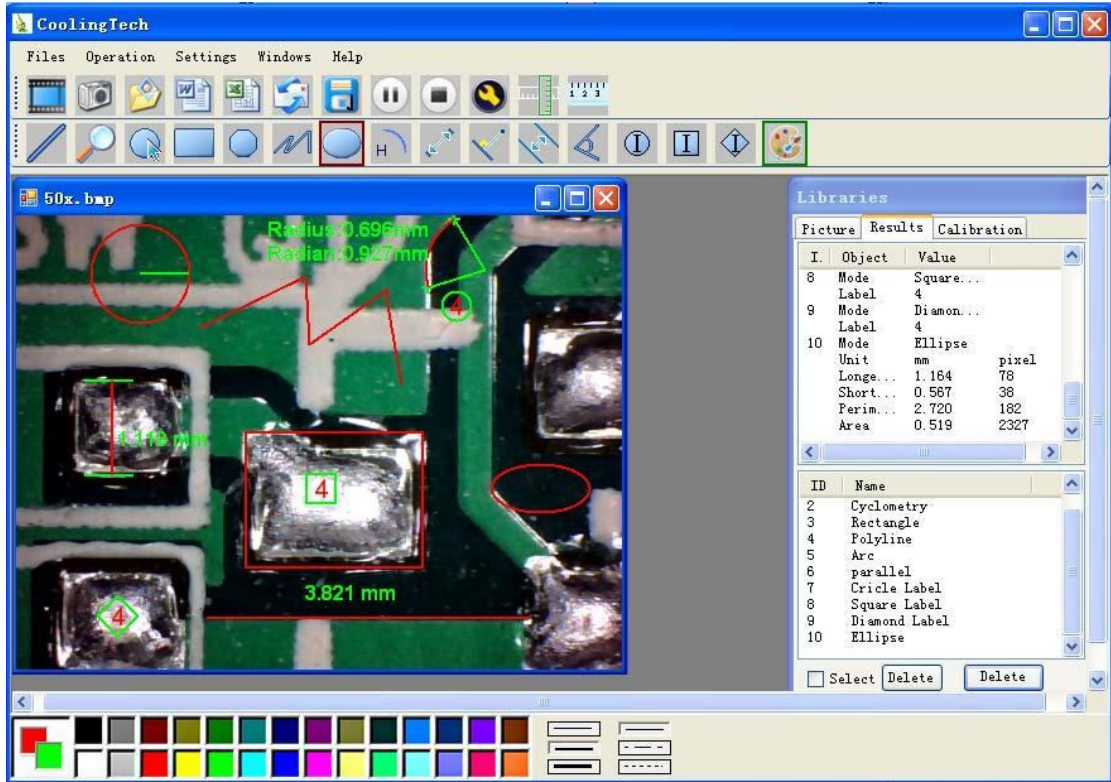 CoolingTech
Files Operation Settings Windows Help
1 2 3
H
I I I
50x.bmp
Radius:0.696mm
Radian:0.927mm
4
1.110 mm
4
3.821 mm
4
Libraries
Picture Results Calibration
I. Object Value
8 Mode Square...
Label 4
9 Mode Diamon...
Label 4
10 Mode Ellipse
Unit mm pixel
Longe... 1.164 78
Short... 0.567 38
Perim... 2.720 182
Area 0.519 2327
ID Name
2 Cyclometry
3 Rectangle
4 Polyline
5 Arc
6 parallel
7 Cricle Label
8 Square Label
9 Diamond Label
10 Ellipse
Select Delete Delete